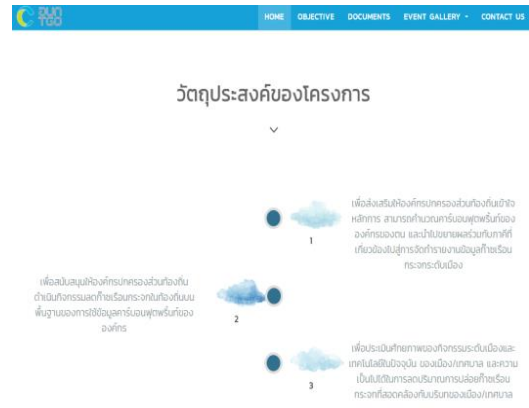 DUN
TGO
HOME OBJECTIVE DOCUMENTS EVENT GALLERY CONTACT US
วัตถุประสงค์ของโครงการ
เพื่อส่งเสริมให้องค์กรปกครองส่วนท้องถิ่นเข้าใจ
หลักการ สามารถคำนวณคาร์บอนฟุตพริ้นท์ของ
องค์กรของตน และนำไปขยายผลร่วมกับภาคีที่
เกี่ยวข้องไปสู่การจัดทำรายงานข้อมูลก๊าซเรือน
กระจกระดับเมือง
1
เพื่อสนับสนุนให้องค์กรปกครองส่วนท้องถิ่น
ดำเนินกิจกรรมลดก๊าซเรือนกระจกในท้องถิ่นบน
พื้นฐานของการใช้ข้อมูลคาร์บอนฟุตพริ้นท์ของ
องค์กร
2
เพื่อประเมินศักยภาพของกิจกรรมระดับเมืองและ
เทคโนโลยีในปัจจุบัน ของเมือง/เทศบาล และความ
เป็นไปได้ในการลดปริมาณการปล่อยก๊าซเรือน
กระจกที่สอดคล้องกับบริบทของเมือง/เทศบาล
3